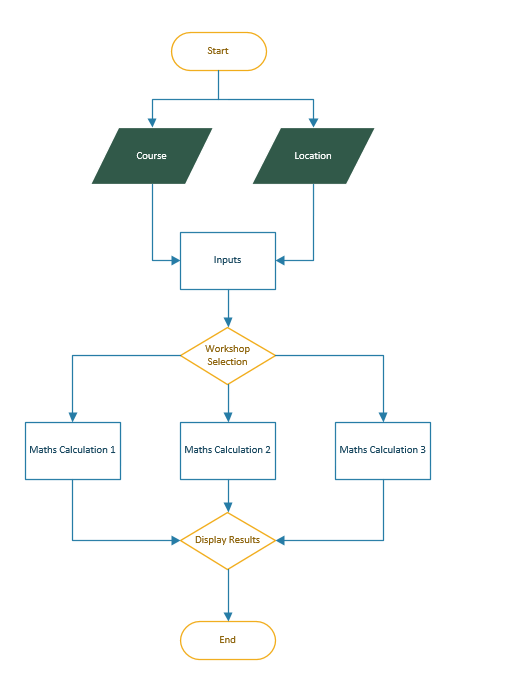 Start
Course
Location
Inputs
Workshop
Selection
Maths Calculation 1
Maths Calculation 2
Maths Calculation 3
Display Results
End